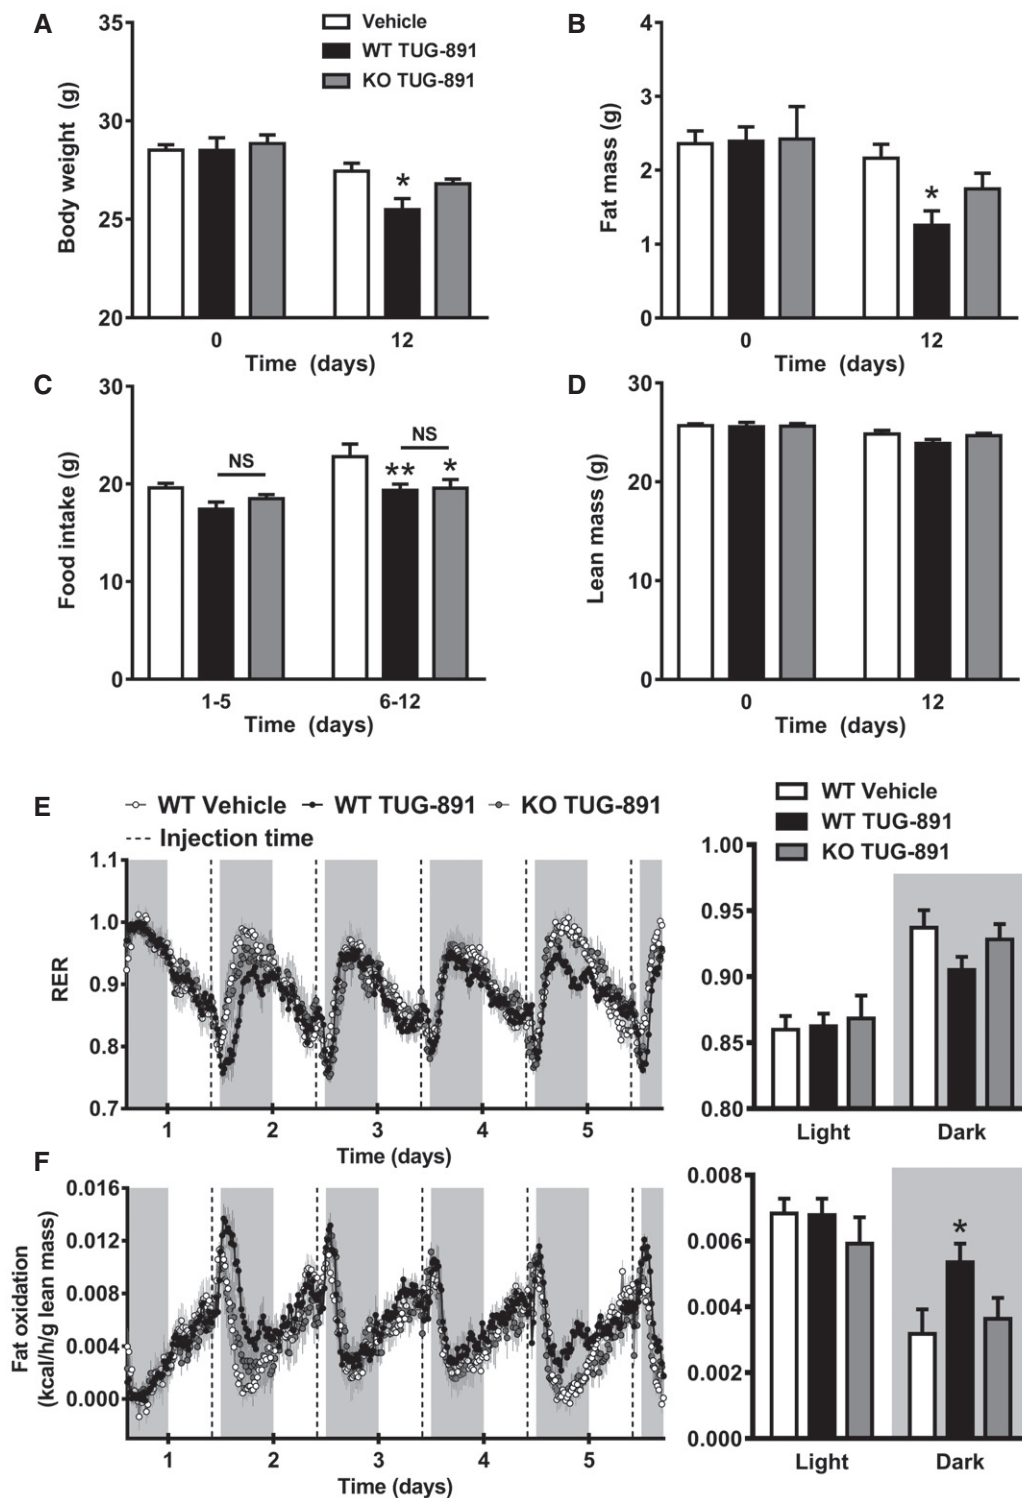 A
35
30
25
20
Body weight (g)
0
12
Time (days)
Vehicle
WT TUG-891
KO TUG-891
*
B
4
3
2
1
0
Fat mass (g)
*
0
12
Time (days)
C
30
20
10
0
Food intake (g)
NS
NS
**
*
1-5
6-12
Time (days)
D
30
20
10
0
Lean mass (g)
0
12
Time (days)
E
WT Vehicle WT TUG-891 KO TUG-891
Injection time
1.1
1.0
0.9
0.8
0.7
RER
1 2 3 4 5
Time (days)
WT Vehicle
WT TUG-891
KO TUG-891
1.00
0.95
0.90
0.85
0.80
Light
Dark
F
0.016
0.012
0.008
0.004
0.000
Fat oxidation
(kcal/h/g lean mass)
1 2 3 4 5
Time (days)
0.008
0.006
0.004
0.002
0.000
*
Light
Dark